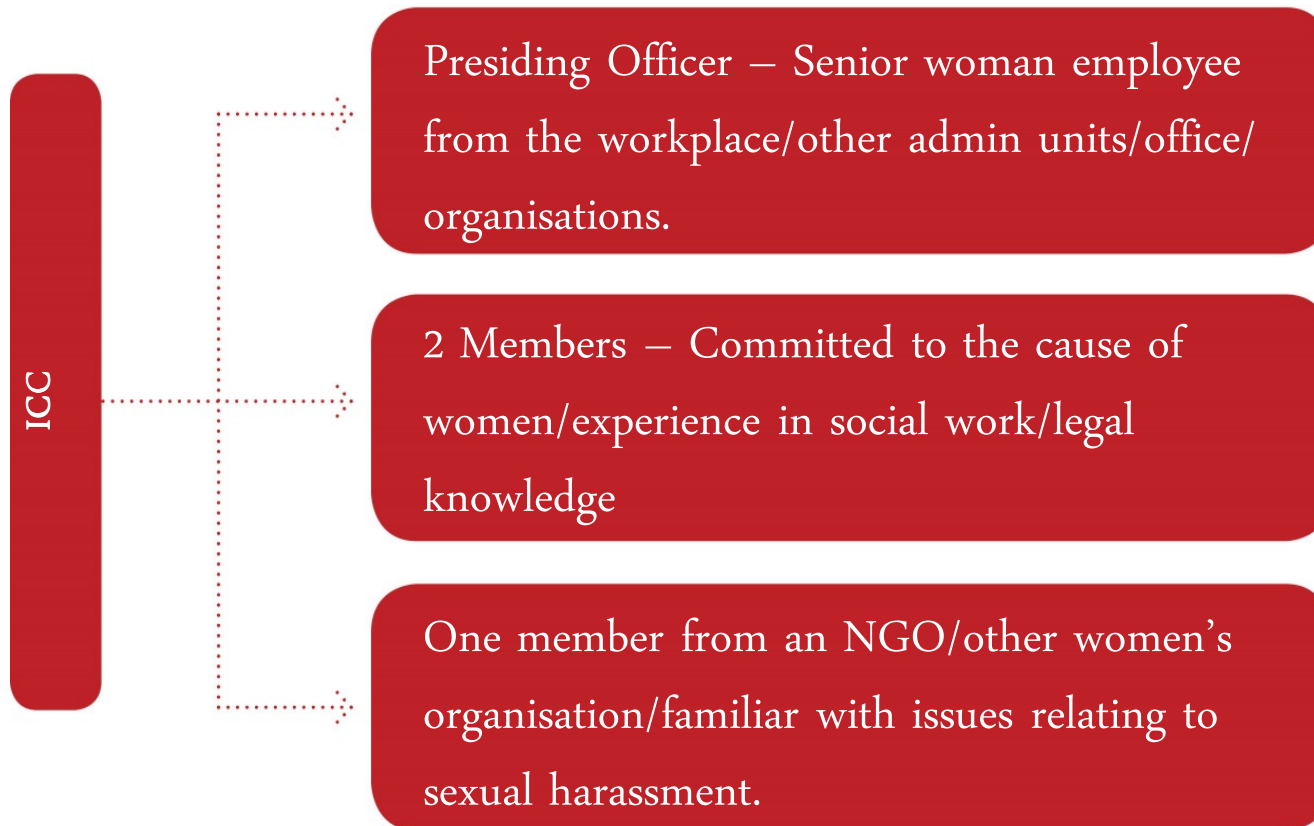 ICC
Presiding Officer – Senior woman employee
from the workplace/other admin units/office/
organisations.
2 Members – Committed to the cause of
women/experience in social work/legal
knowledge
One member from an NGO/other women's
organisation/familiar with issues relating to
sexual harassment.